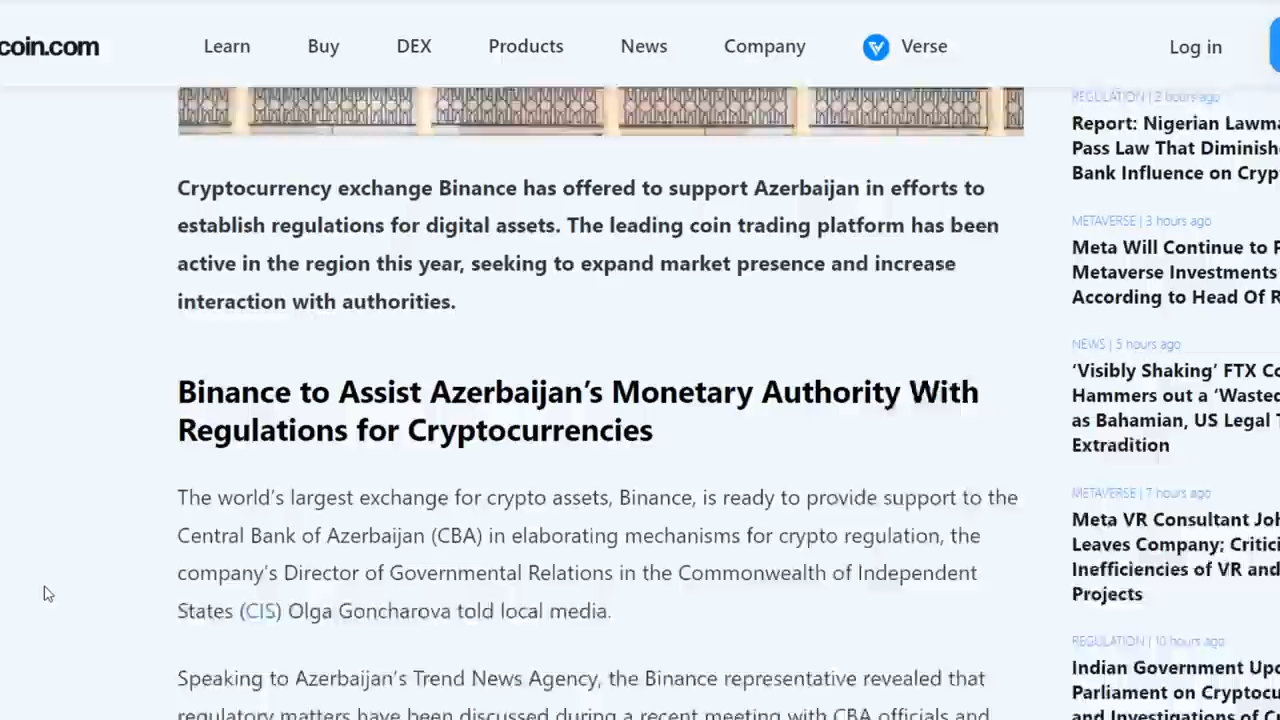 coin.com
Learn
Buy
DEX
Products
News
Company
Verse
Log in
Cryptocurrency exchange Binance has offered to support Azerbaijan in efforts to
establish regulations for digital assets. The leading coin trading platform has been
active in the region this year, seeking to expand market presence and increase
interaction with authorities.
Binance to Assist Azerbaijan’s Monetary Authority With
Regulations for Cryptocurrencies
The world’s largest exchange for crypto assets, Binance, is ready to provide support to the
Central Bank of Azerbaijan (CBA) in elaborating mechanisms for crypto regulation, the
company’s Director of Governmental Relations in the Commonwealth of Independent
States (CIS) Olga Goncharova told local media.
Speaking to Azerbaijan’s Trend News Agency, the Binance representative revealed that
regulatory matters have been discussed during a recent meeting with CBA officials and
REGULATION | 2 hours ago
Report: Nigerian Lawma
Pass Law That Diminish
Bank Influence on Cryp
METAVERSE | 3 hours ago
Meta Will Continue to P
Metaverse Investments
According to Head Of R
NEWS | 5 hours ago
‘Visibly Shaking’ FTX Co
Hammers out a ‘Wasted
as Bahamian, US Legal T
Extradition
METAVERSE | 7 hours ago
Meta VR Consultant Joh
Leaves Company; Critici
Inefficiencies of VR and
Projects
REGULATION | 10 hours ago
Indian Government Upd
Parliament on Cryptocu
and Investigations of C